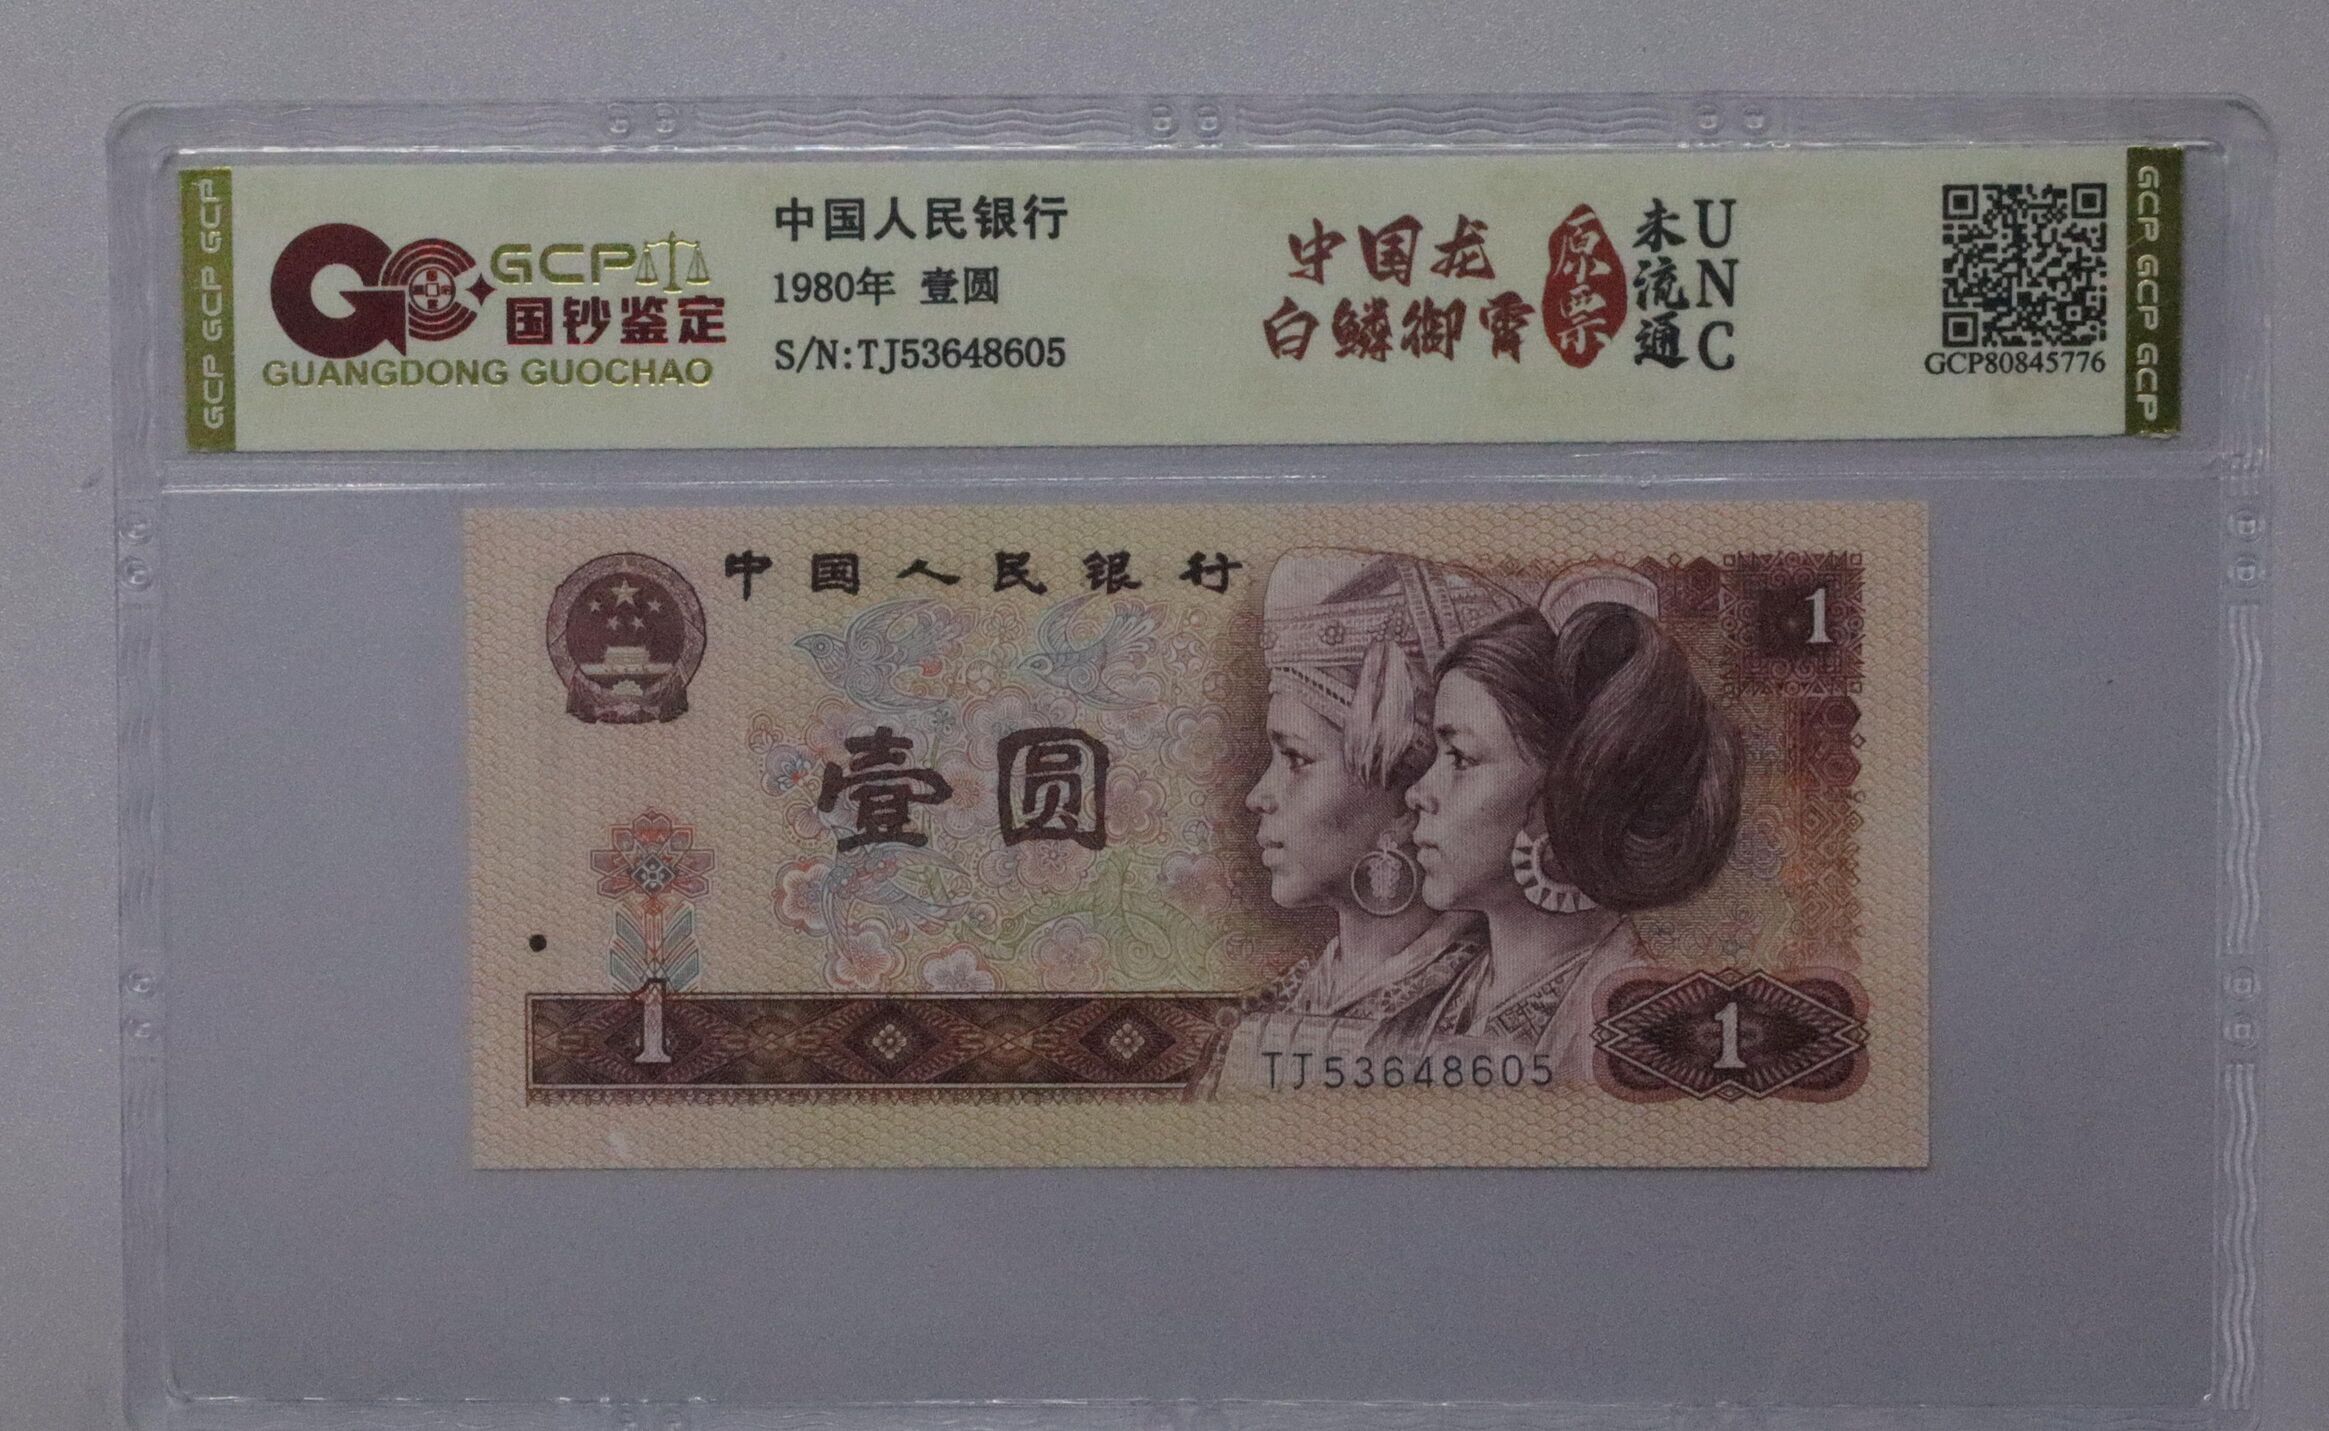 GCP GCP GCP
GCP
国钞鉴定
GUANGDONG GUOCHAO
中国人民银行
1980年 壹圆
S/N:TJ53648605
中国龙
白鳞御霄
原票
未流通
UNC
GCP80845776
GCP GCP GCP
中国人民银行
1
壹圆
1
1
TJ53648605